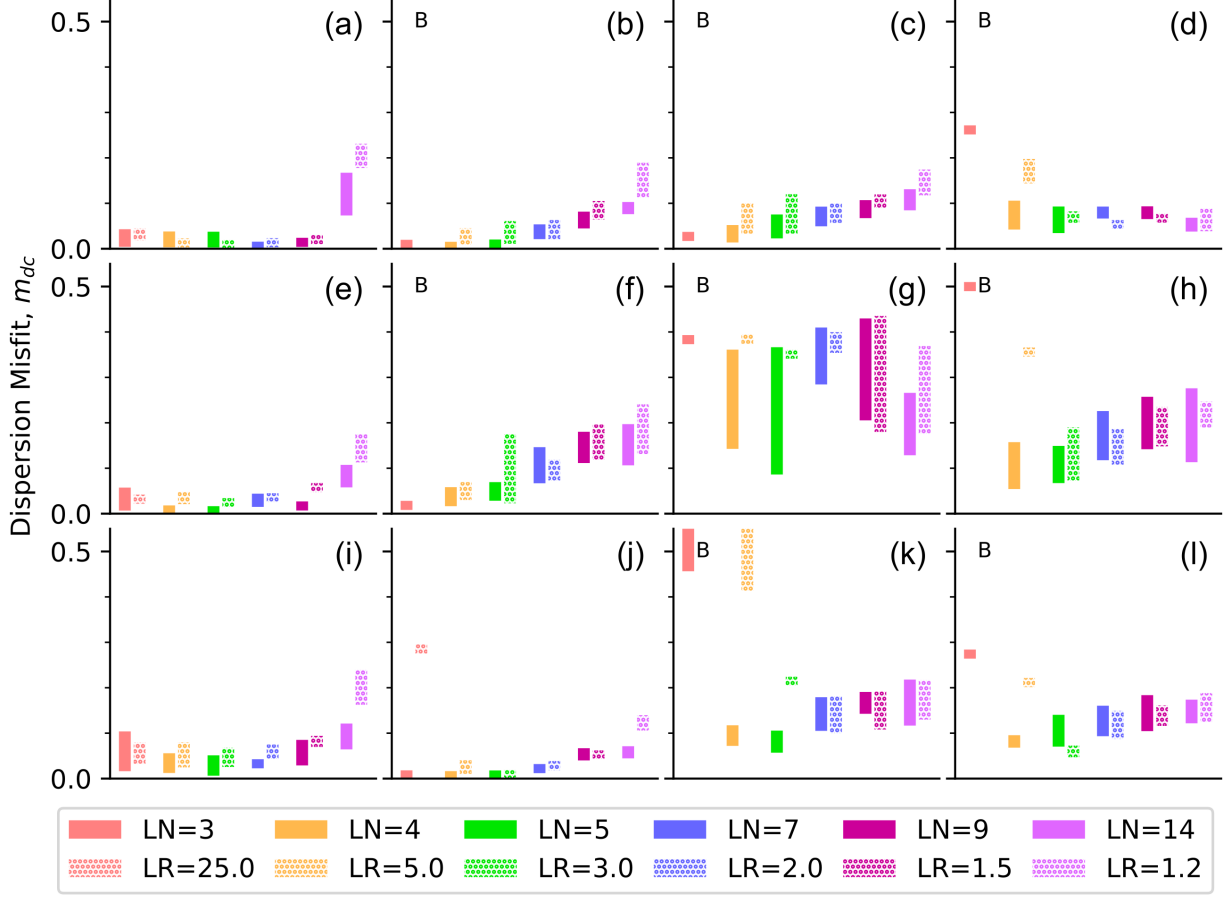 0.5
(a)
B
(b)
B
(c)
B
(d)
0.0
0.5
(e)
B
(f)
B
(g)
B
(h)
0.0
0.5
(i)
(j)
B
(k)
B
(l)
0.0
Dispersion Misfit, m_dc
LN=3 LN=4 LN=5 LN=7 LN=9 LN=14
LR=25.0 LR=5.0 LR=3.0 LR=2.0 LR=1.5 LR=1.2